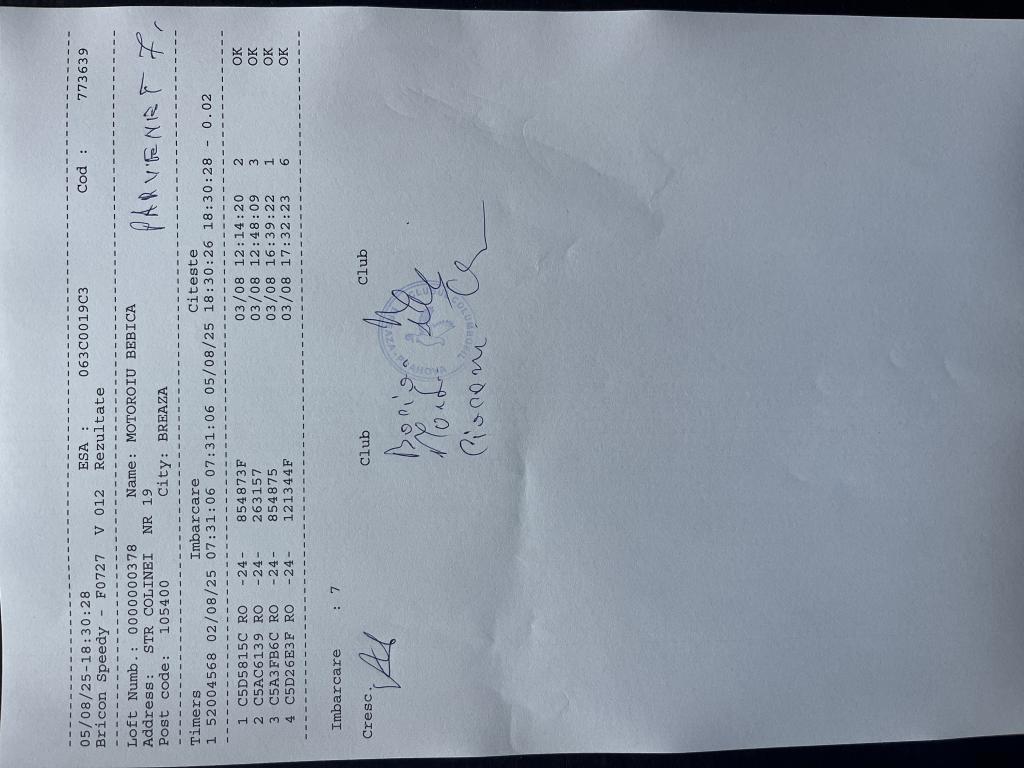 05/08/25-18:30:28 ESA : 063C0019C3 Cod : 773639
Bricon Speedy - F0727 V 012 Rezultate
Loft Numb.: 0000000378 Name: MOTOROIU BEBICA
Address: STR COLINEI NR 19
Post code: 105400 City: BREAZA
PARVENRT 7,
Timers Imbarcare Citeste
1 52004568 02/08/25 07:31:06 07:31:06 05/08/25 18:30:26 18:30:28 - 0.02
1 C5D5815C RO -24- 854873F 03/08 12:14:20 2 OK
2 C5AC6139 RO -24- 263157 03/08 12:48:09 3 OK
3 C5A3FB6C RO -24- 854875 03/08 16:39:22 1 OK
4 C5D26E3F RO -24- 121344F 03/08 17:32:23 6 OK
Imbarcare : 7
Cresc. Club Club
PRAHOVA